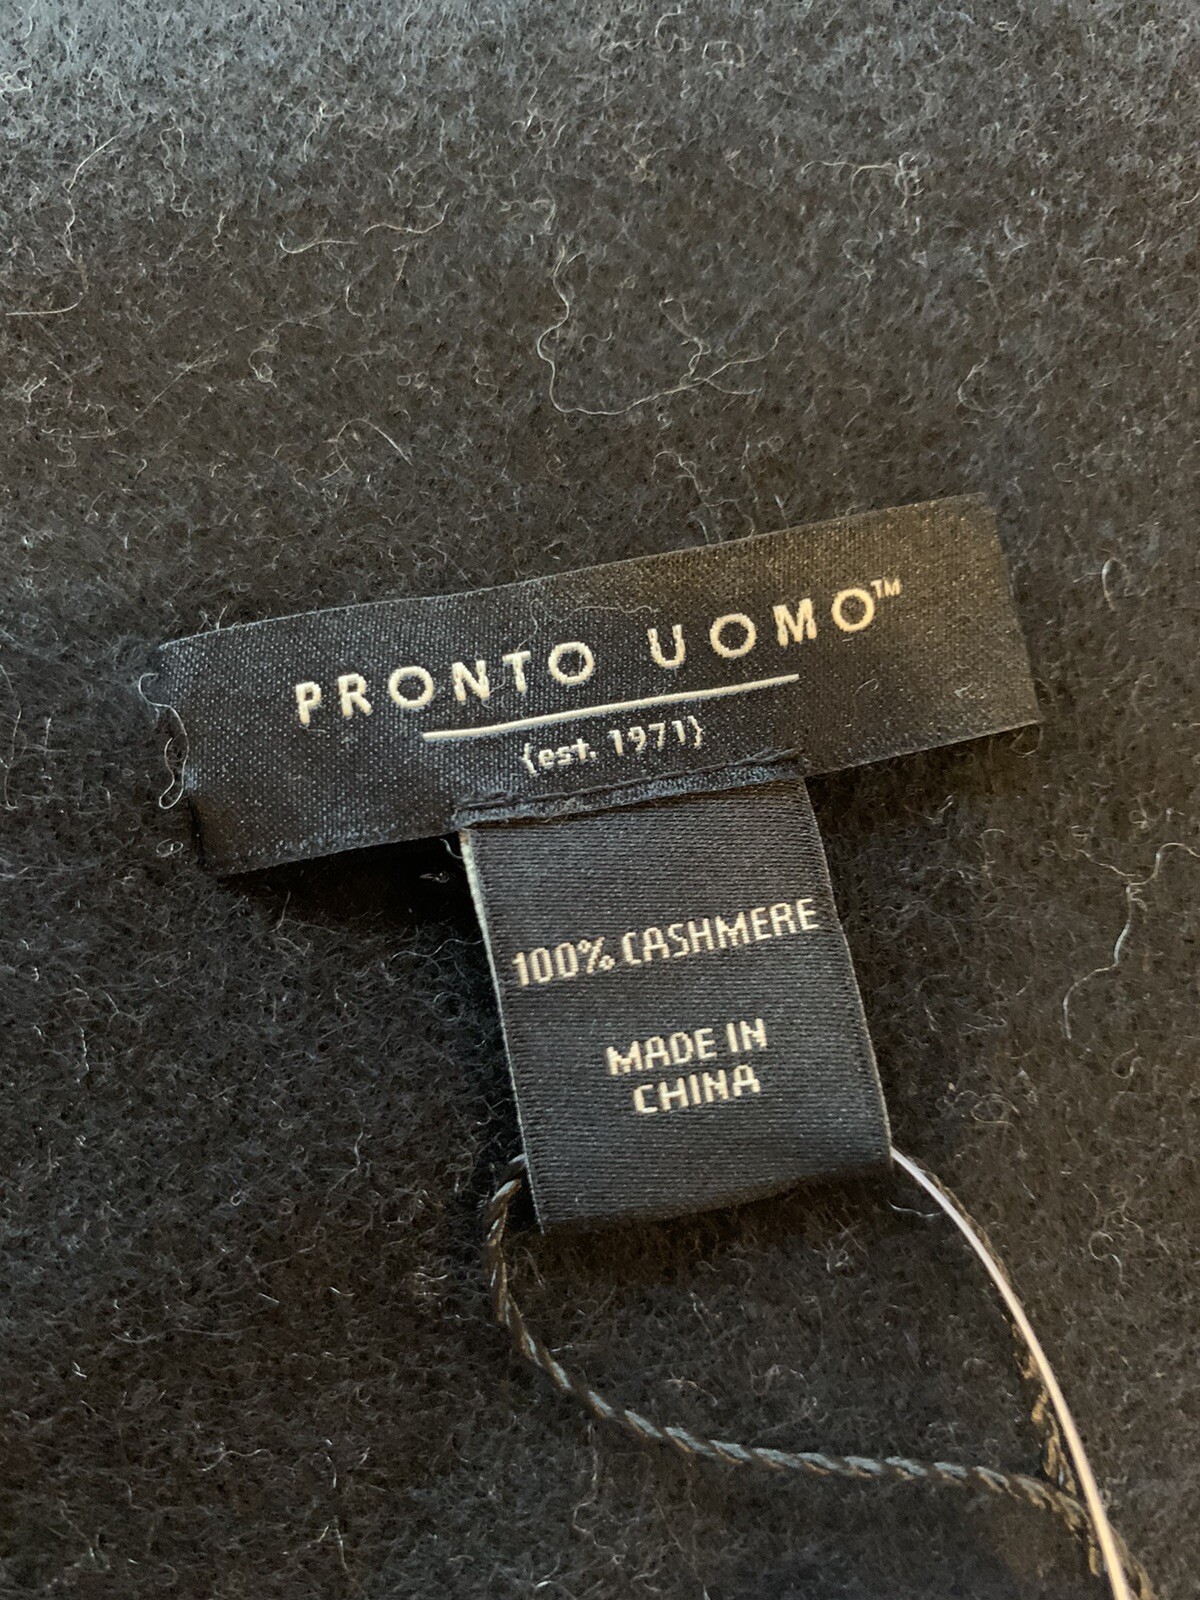 PRONTO UOMO™
{est. 1971}
100% CASHMERE
MADE IN
CHINA